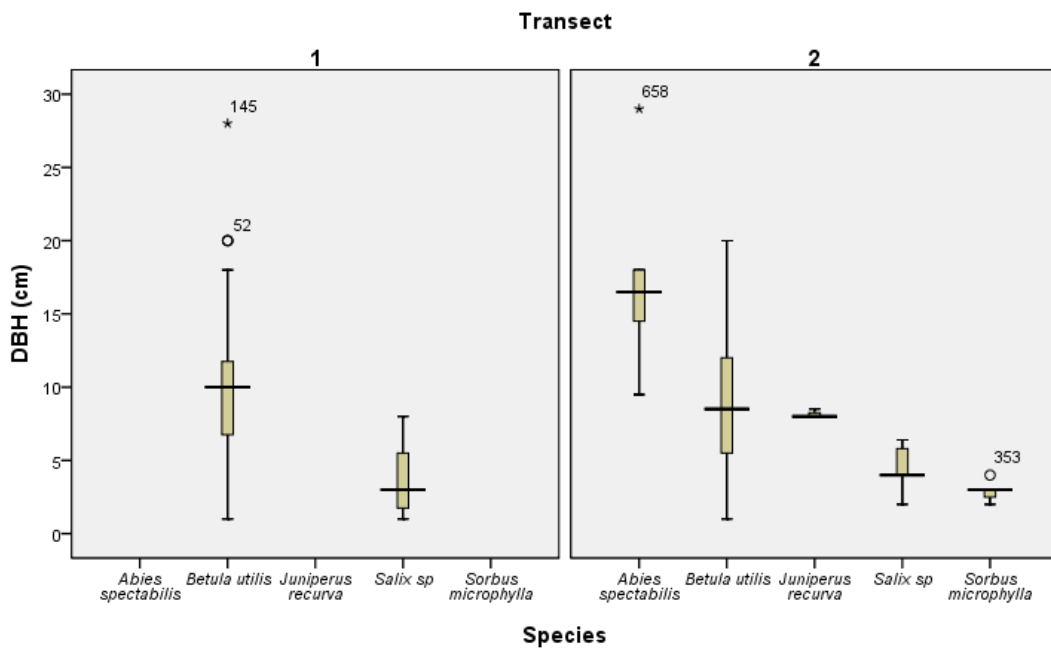 Transect
1
2
DBH (cm)
30
25
20
15
10
5
0
145
52
658
353
Abies
spectabilis
Betula utilis
Juniperus
recurva
Salix sp
Sorbus
microphylla
Abies
spectabilis
Betula utilis
Juniperus
recurva
Salix sp
Sorbus
microphylla
Species